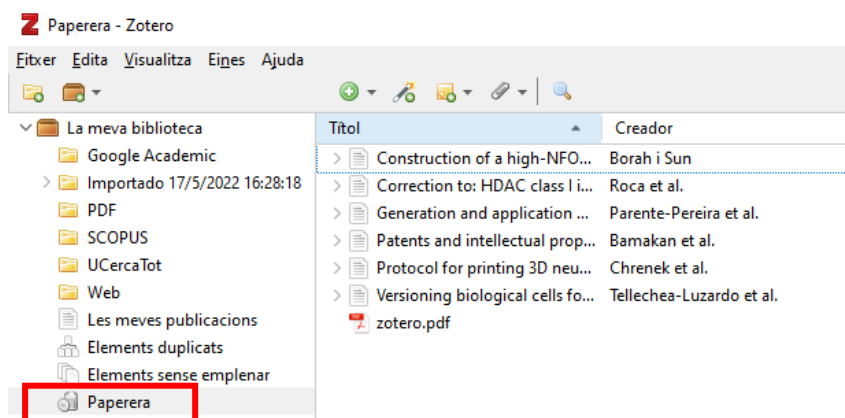 Paperera - Zotero
Fitxer Edita Visualitza Eines Ajuda
La meva biblioteca
Google Academic
Importado 17/5/2022 16:28:18
PDF
SCOPUS
UCercaTot
Web
Les meves publicacions
Elements duplicats
Elements sense emplenar
Paperera
Títol Creador
Construction of a high-NFO... Borah i Sun
Correction to: HDAC class I i... Roca et al.
Generation and application ... Parente-Pereira et al.
Patents and intellectual prop... Bamakan et al.
Protocol for printing 3D neu... Chrenek et al.
Versioning biological cells fo... Tellechea-Luzardo et al.
zotero.pdf